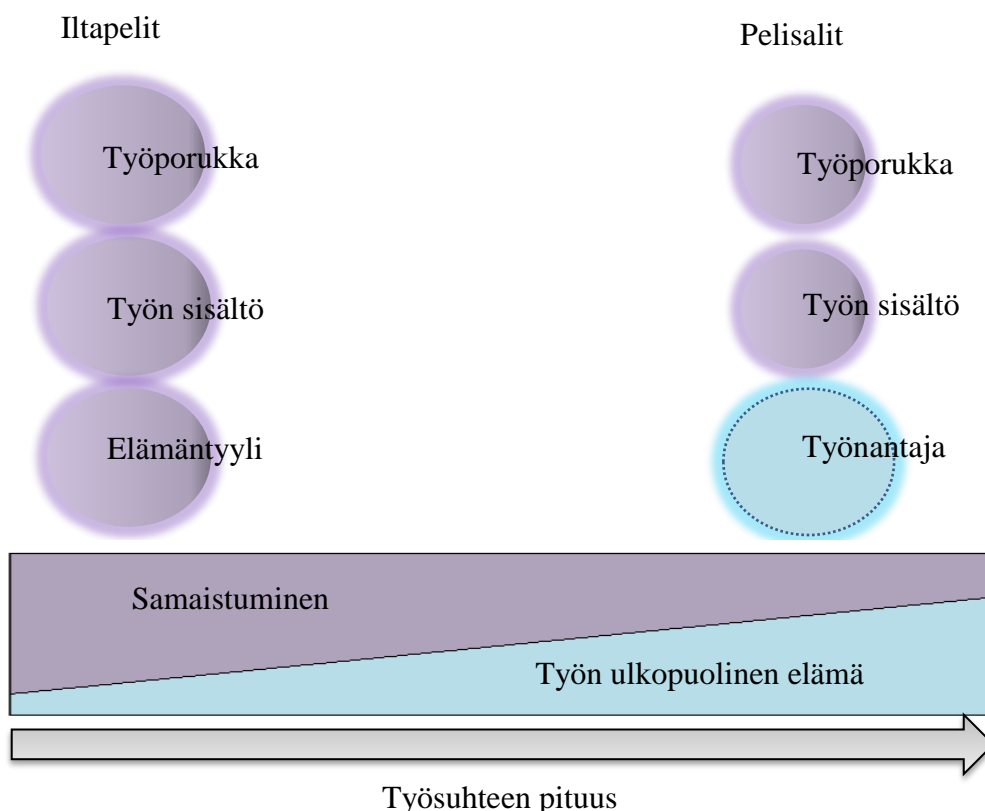 Iltapelit
Pelisalit
Työporukka
Työporukka
Työn sisältö
Työn sisältö
Elämäntyyli
Työnantaja
Samaistuminen
Työn ulkopuolinen elämä
Työsuhteen pituus